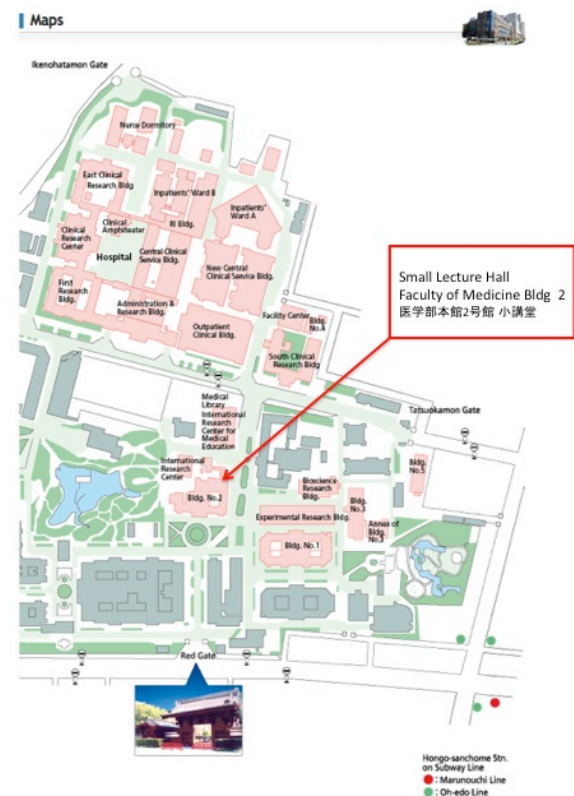 Maps
Ikenohatamon Gate
Nurce Dormitory
East Clinical
Research Bldg
Inpatients' Ward B
Inpatients'
Ward A
Clinical
Amphiteater
RI Bldg.
Clinical
Research
Center
Hospital
Central Clinical
Service Bldg.
New Central
Clinical Service Bldg.
First
Research
Bldg.
Administration &
Research Bldg.
Outpatient
Clinical Bldg.
Facility Center
Bldg
No.4
South Clinical
Research Bldg
Small Lecture Hall
Faculty of Medicine Bldg 2
医学部本館2号館 小講堂
Medical
Library
International
Research
Center for
Medical
Education
Tatsuokamon Gate
International
Research
Center
Bldg. No.2
Bioscience
Research
Bldg.
Bldg.
No.3
Bldg.
No.5
Experimental Research Bldg.
Annex of
Bldg.
No.3
Bldg. No.1
Red Gate
Hongo-sanchome Stn.
on Subway Line
: Marunouchi Line
: Oh-edo Line